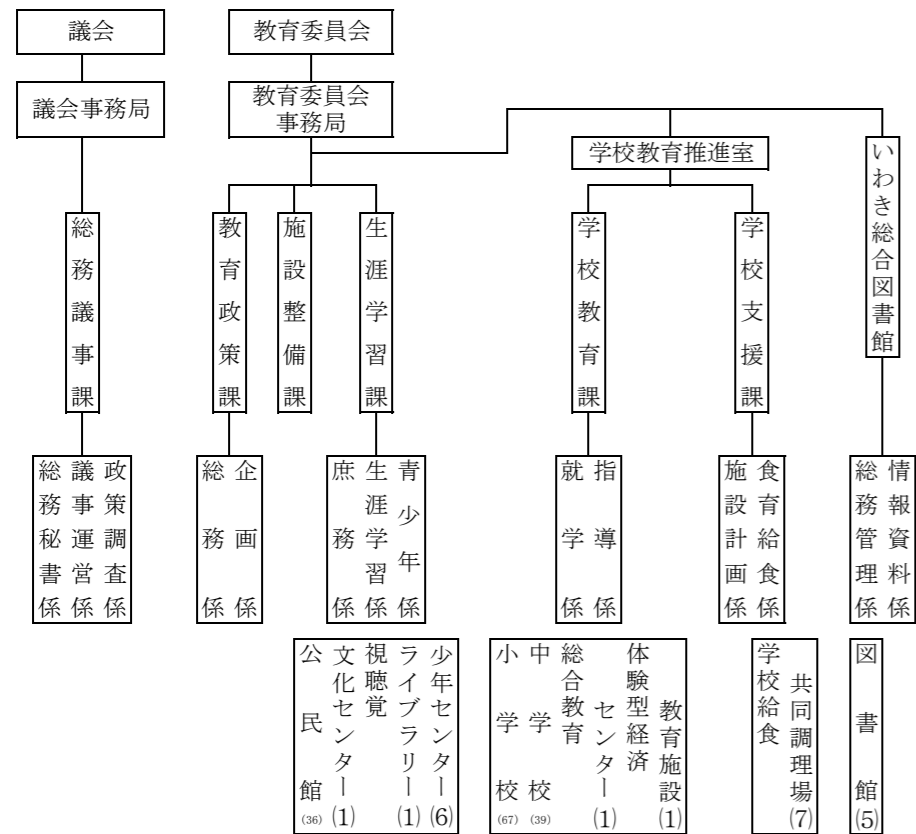 議会
議会事務局
総務議事課
総務秘書係
議事運営係
政策調査係
教育委員会
教育委員会
事務局
教育政策課
総務係
企画係
施設整備課
生涯学習課
庶務係
生涯学習係
青少年係
公民館(36)
文化センター(1)
視聴覚
ライブラリー(1)
少年センター(6)
学校教育推進室
学校教育課
就学係
指導係
小学校(67)
中学校(39)
総合教育
センター(1)
体験型経済
教育施設(1)
学校支援課
施設計画係
食育給食係
学校給食
共同調理場(7)
いわき総合図書館
総務管理係
情報資料係
図書館(5)